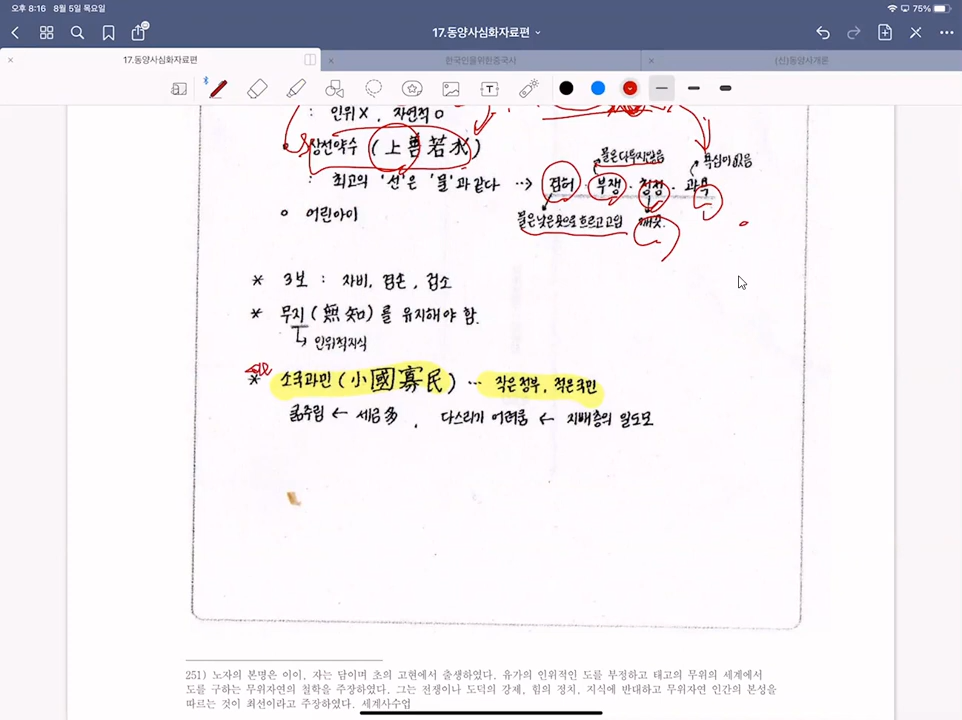 오후 8:16 8월 5일 목요일
75%
17.동양사심화자료편
17.동양사심화자료편
한국인을위한중국사
(신)동양사개론
: 인위 X, 자연적 O
상선약수 (上善若水)
물은 다투지않음
욕심이 없음
: 최고의 '선'은 '물'과 같다 ⇢ 겸허 · 부쟁 · 청정 · 과욕
물은 낮은 곳으로 흐르고 고임
깨끗.
어린아이
* 3보 : 자비, 겸손, 검소
* 무지 (無知) 를 유지해야 함.
↳ 인위적지식
* 소국과민 (小國寡民) … 작은 정부, 적은 국민
굶주림 ← 세금 多 , 다스리기 어려움 ← 지배층의
251) 노자의 본명은 이이, 자는 담이며 초의 고현에서 출생하였다. 유가의 인위적인 도를 부정하고 태고의 무위의 세계에서
도를 구하는 무위자연의 철학을 주장하였다. 그는 전쟁이나 도덕의 강제, 힘의 정치, 지식에 반대하고 무위자연 인간의 본성을
따르는 것이 최선이라고 주장하였다. 세계사수업